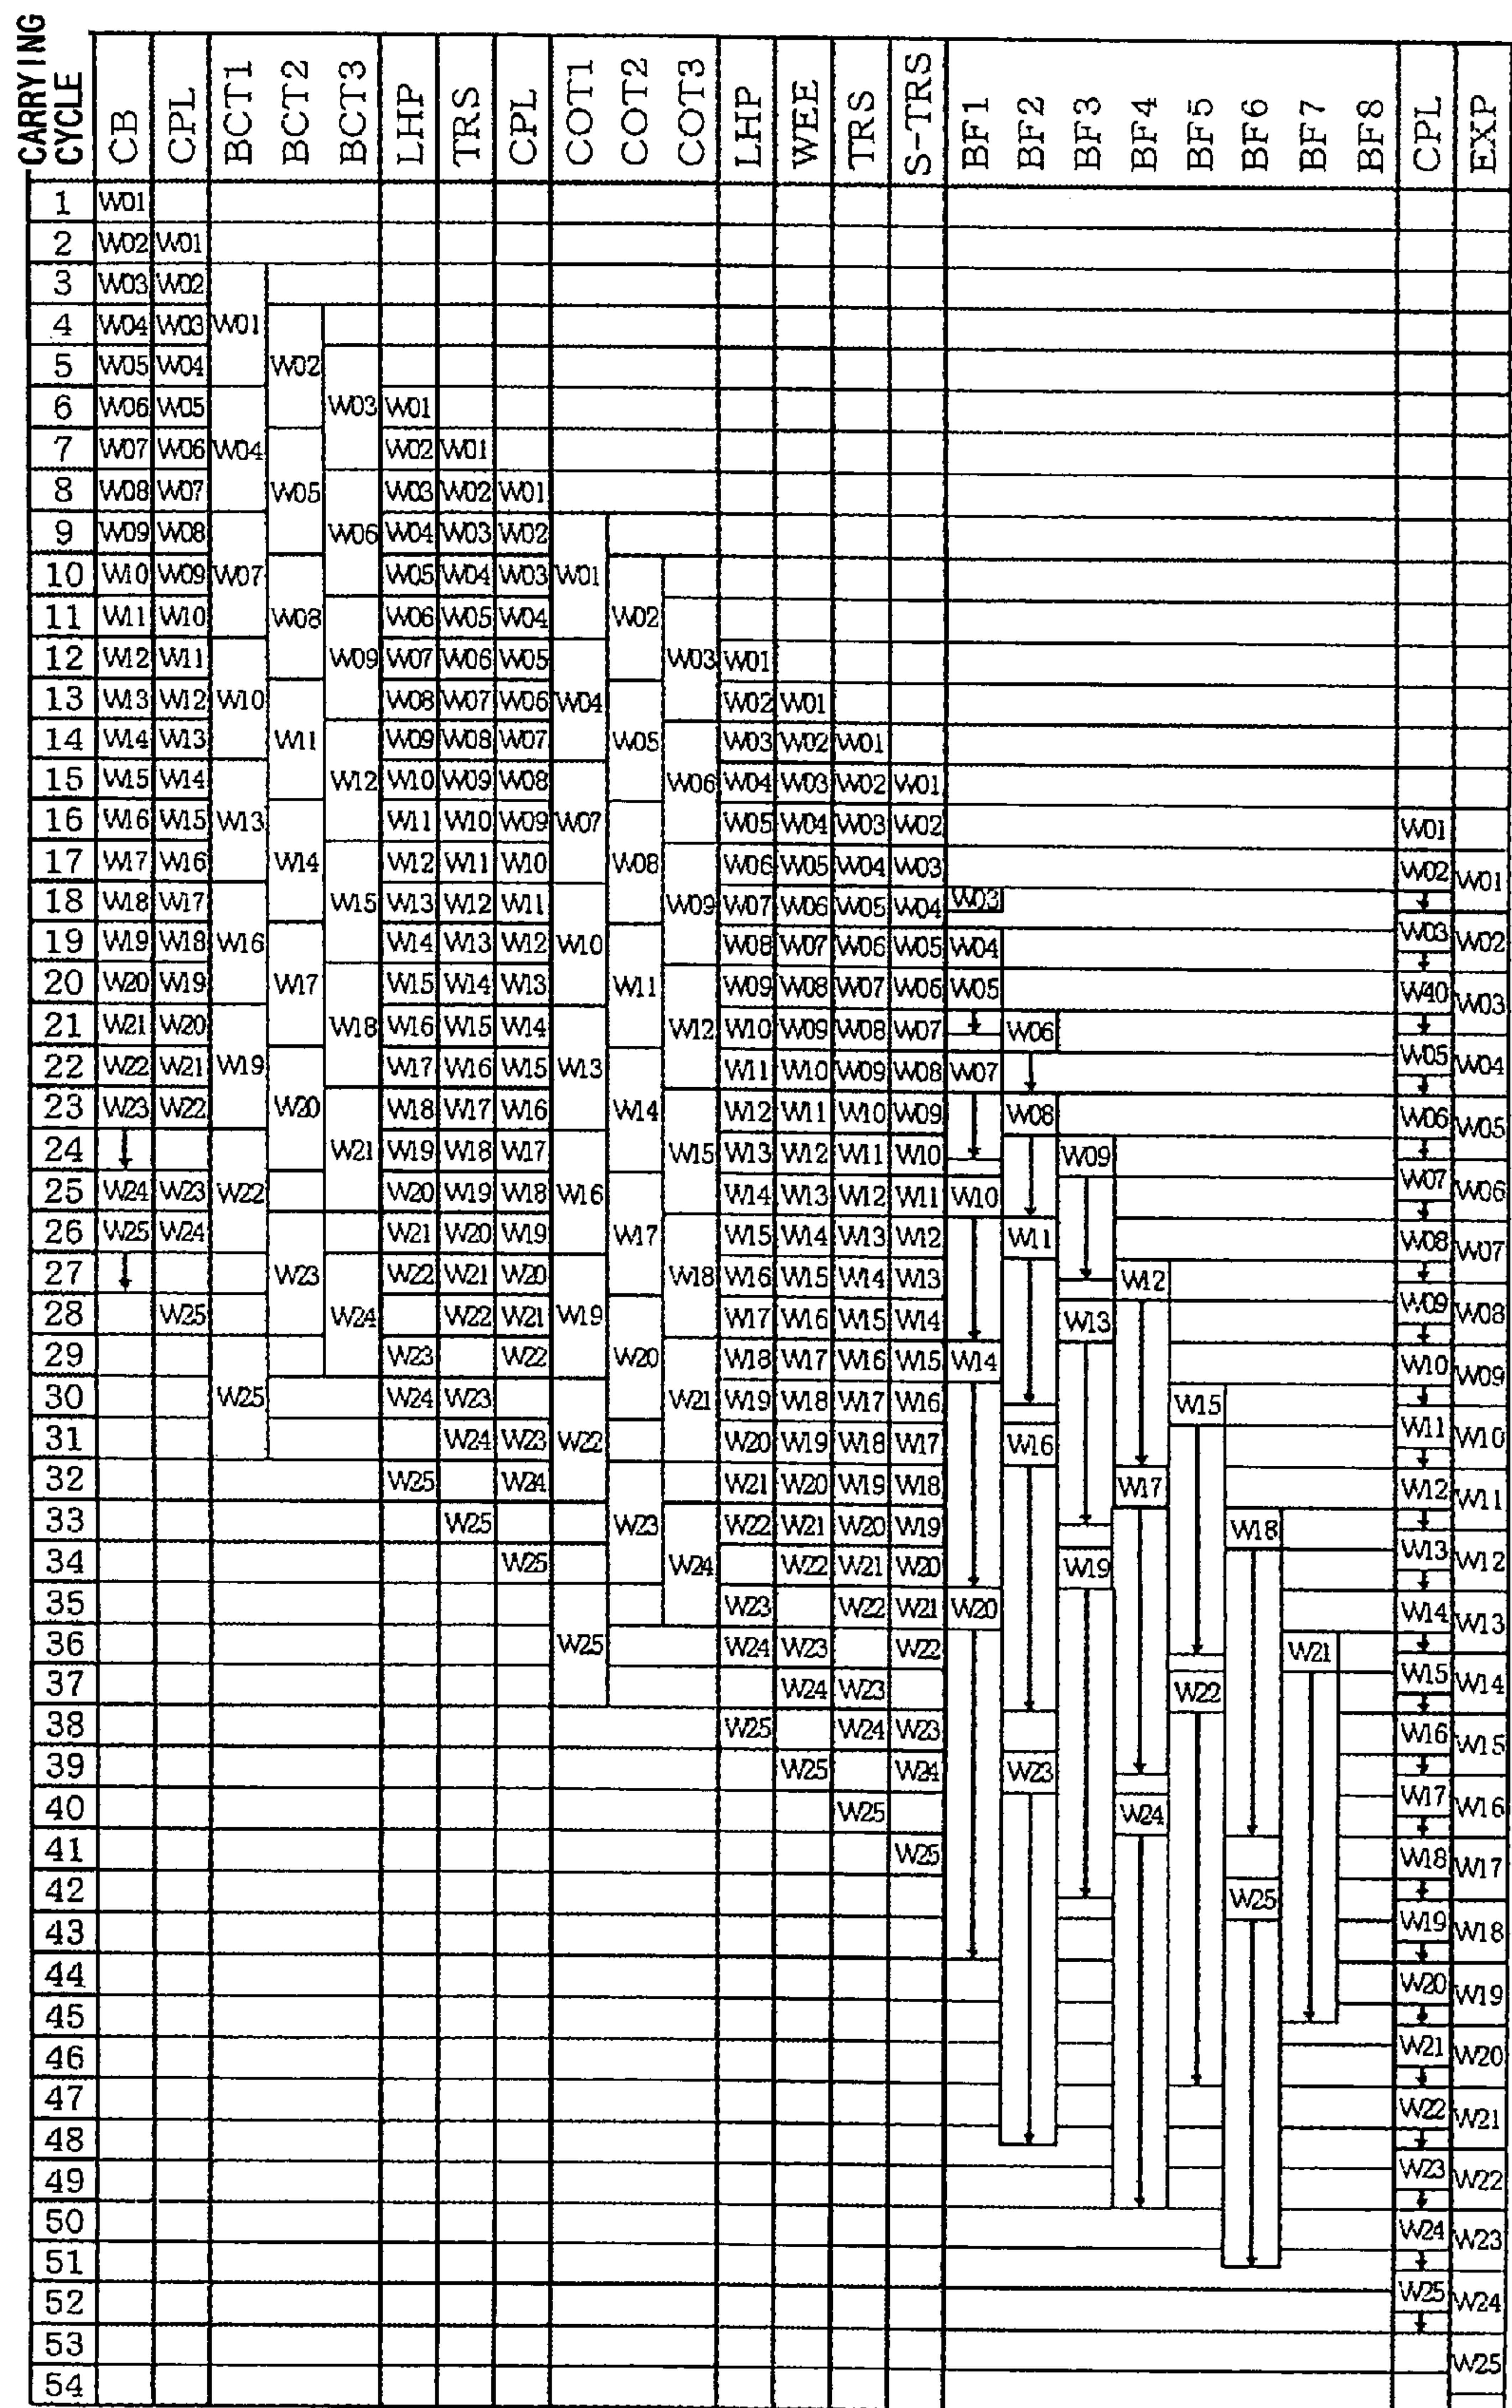 CARRYING CYCLE CB CPL BCT1 BCT2 BCT3 LHP TRS CPL COT1 COT2 COT3 LHP WEE TRS S-TRS BF1 BF2 BF3 BF4 BF5 BF6 BF7 BF8 CPL EXP
1 W01
2 W02 W01
3 W03 W02
4 W04 W03 W01
5 W05 W04 W02
6 W06 W05 W03 W01
7 W07 W06 W04 W02 W01
8 W08 W07 W05 W03 W02 W01
9 W09 W08 W06 W04 W03 W02
10 W10 W09 W07 W05 W04 W03 W01
11 W11 W10 W08 W06 W05 W04 W02
12 W12 W11 W09 W07 W06 W05 W03 W01
13 W13 W12 W10 W08 W07 W06 W04 W02 W01
14 W14 W13 W11 W09 W08 W07 W05 W03 W02 W01
15 W15 W14 W12 W10 W09 W08 W06 W04 W03 W02 W01
16 W16 W15 W13 W11 W10 W09 W07 W05 W04 W03 W02 W01
17 W17 W16 W14 W12 W11 W10 W08 W06 W05 W04 W03 W02 W01
18 W18 W17 W15 W13 W12 W11 W09 W07 W06 W05 W04 W03
19 W19 W18 W16 W14 W13 W12 W10 W08 W07 W06 W05 W04 W03 W02
20 W20 W19 W17 W15 W14 W13 W11 W09 W08 W07 W06 W05 W40 W03
21 W21 W20 W18 W16 W15 W14 W12 W10 W09 W08 W07 W06
22 W22 W21 W19 W17 W16 W15 W13 W11 W10 W09 W08 W07 W05 W04
23 W23 W22 W20 W18 W17 W16 W14 W12 W11 W10 W09 W08 W06 W05
24 W21 W19 W18 W17 W15 W13 W12 W11 W10 W09
25 W24 W23 W22 W20 W19 W18 W16 W14 W13 W12 W11 W10 W07 W06
26 W25 W24 W21 W20 W19 W17 W15 W14 W13 W12 W11 W08 W07
27 W23 W22 W21 W20 W18 W16 W15 W14 W13 W12
28 W25 W24 W22 W21 W19 W17 W16 W15 W14 W13 W09 W08
29 W23 W22 W20 W18 W17 W16 W15 W14 W10 W09
30 W25 W24 W23 W21 W19 W18 W17 W16 W15
31 W24 W23 W22 W20 W19 W18 W17 W16 W11 W10
32 W25 W24 W21 W20 W19 W18 W17 W12 W11
33 W25 W23 W22 W21 W20 W19 W18
34 W25 W24 W22 W21 W20 W19 W13 W12
35 W23 W22 W21 W20 W14 W13
36 W25 W24 W23 W22 W21
37 W24 W23 W22 W15 W14
38 W25 W24 W23 W16 W15
39 W25 W24 W23
40 W25 W24 W17 W16
41 W25 W18 W17
42 W25
43 W19 W18
44 W20 W19
45
46 W21 W20
47 W22 W21
48
49 W23 W22
50 W24 W23
51
52 W25 W24
53 W25
54